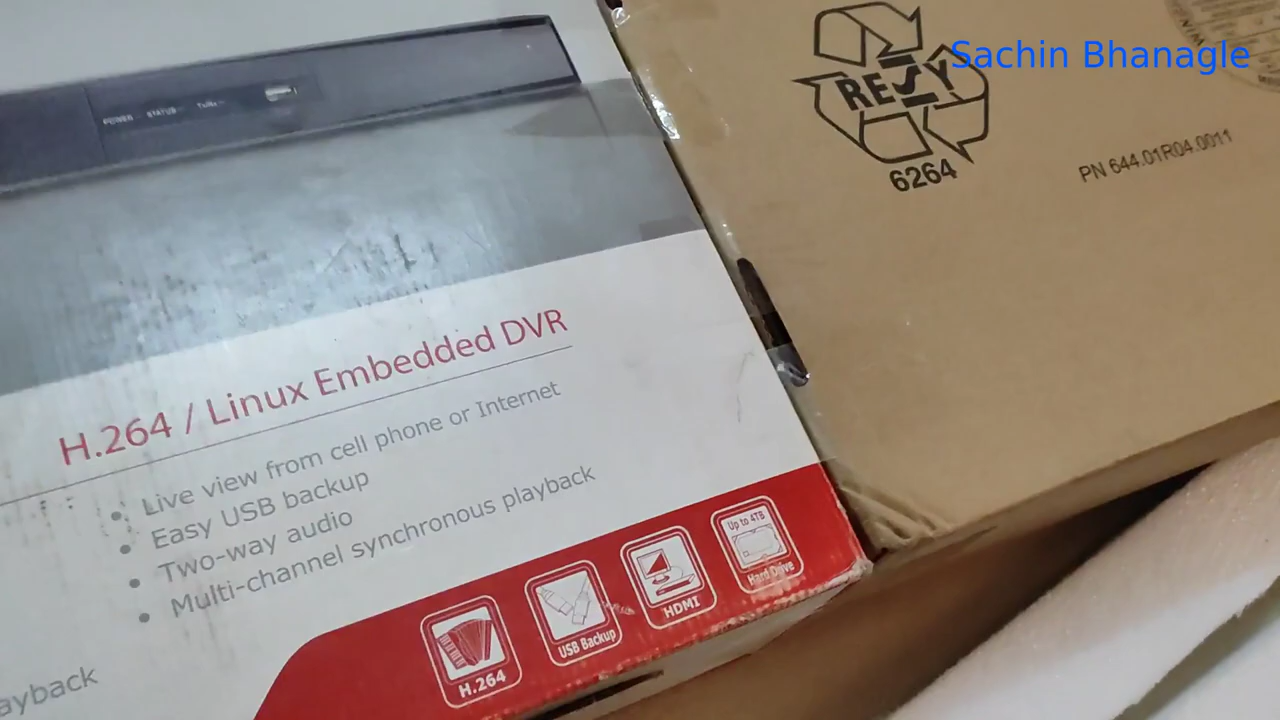 Sachin Bhanagle
RESY
6264
PN 644.01R04.0011
POWER STATUS Tx/Rx
H.264 / Linux Embedded DVR
• Live view from cell phone or Internet
• Easy USB backup
• Two-way audio
• Multi-channel synchronous playback
ayback
H.264
USB Backup
HDMI
Up to 4TB
Hard Drive